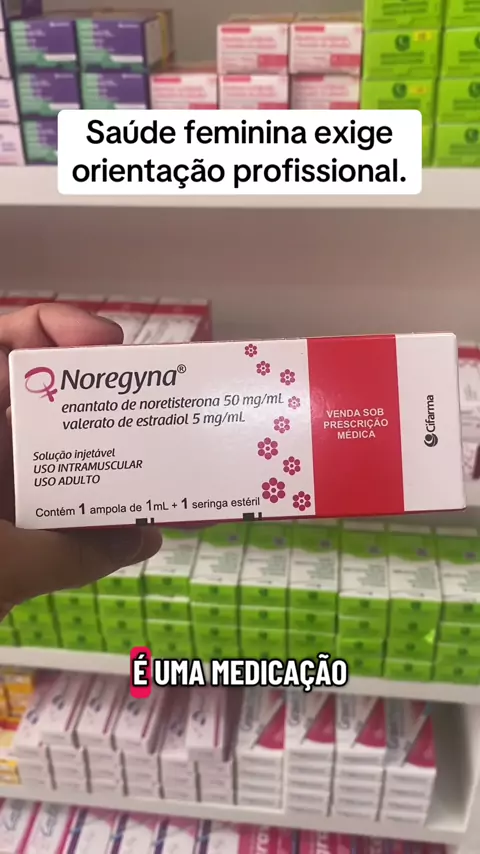 Saúde feminina exige
orientação profissional.
Noregyna®
enantato de noretisterona 50 mg/mL
valerato de estradiol 5 mg/mL
Solução injetável
USO INTRAMUSCULAR
USO ADULTO
Contém 1 ampola de 1mL + 1 seringa estéril
VENDA SOB
PRESCRIÇÃO
MÉDICA
Cifarma
É UMA MEDICAÇÃO